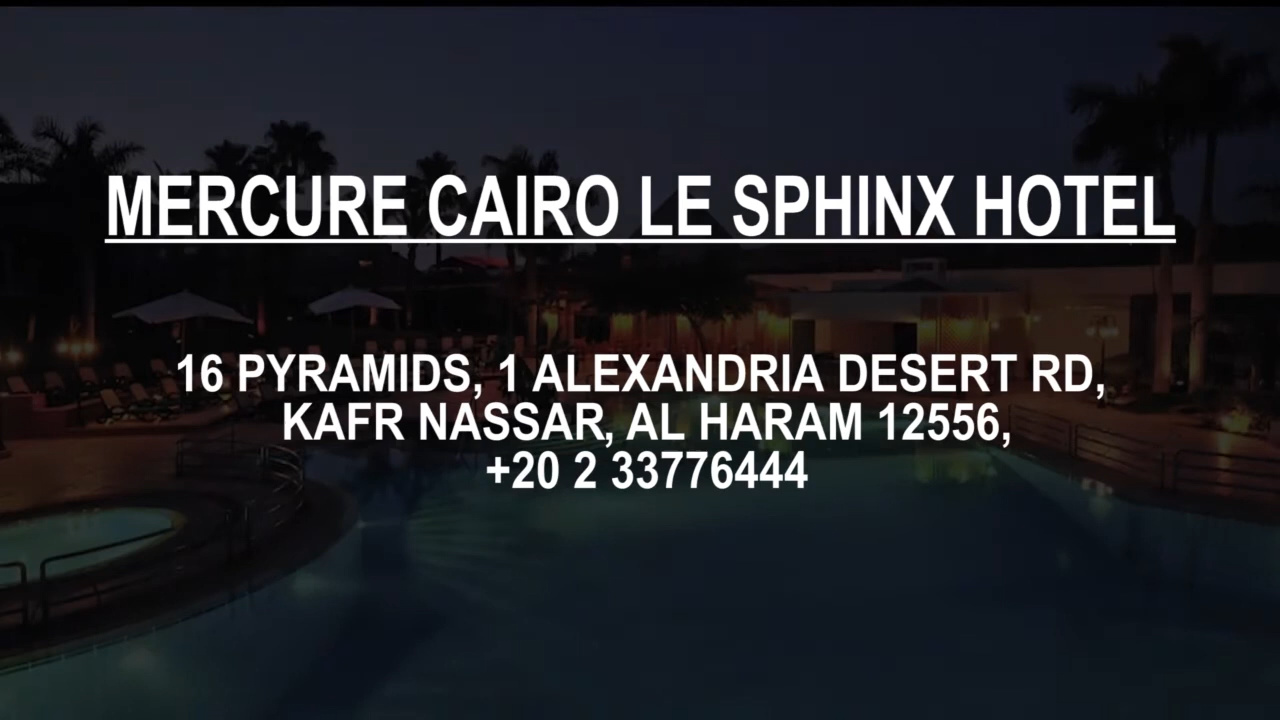 MERCURE CAIRO LE SPHINX HOTEL
16 PYRAMIDS, 1 ALEXANDRIA DESERT RD,
KAFR NASSAR, AL HARAM 12556,
+20 2 33776444